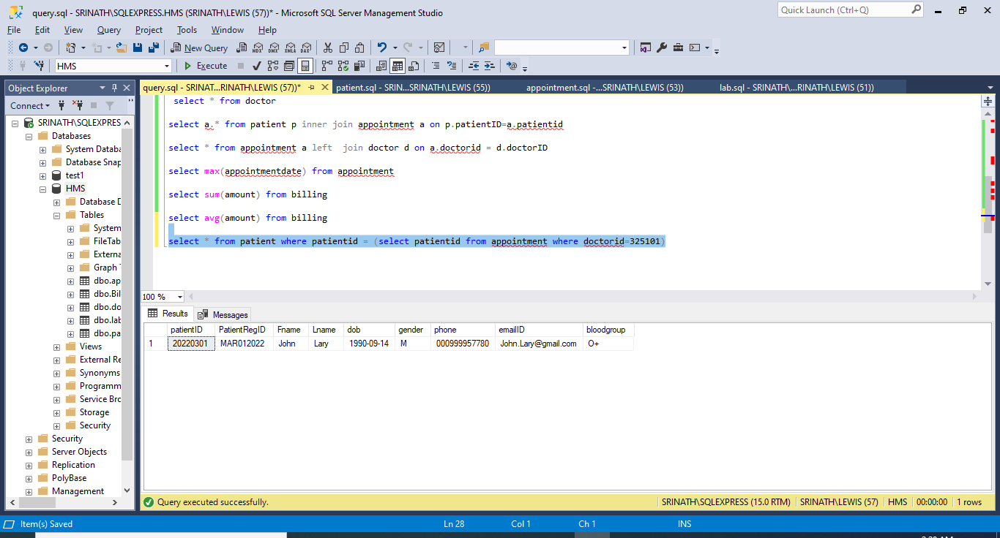 query.sql - SRINATH\SQLEXPRESS.HMS (SRINATH\LEWIS (57))* - Microsoft SQL Server Management Studio
Quick Launch (Ctrl+Q)
File Edit View Query Project Tools Window Help
New Query MDX DMX XMLA DAX
HMS Execute
Object Explorer
query.sql - SRINAT...RINATH\LEWIS (57))* patient.sql - SRIN...SRINATH\LEWIS (55)) appointment.sql -...SRINATH\LEWIS (53)) lab.sql - SRINATH\...RINATH\LEWIS (51))
Connect
SRINATH\SQLEXPRES
Databases
System Databa
Database Snap
test1
HMS
Database D
Tables
System
FileTab
Externa
Graph
dbo.ap
dbo.Bil
dbo.do
dbo.lab
dbo.pa
Views
External Re
Synonyms
Programm
Service Bro
Storage
Security
Security
Server Objects
Replication
PolyBase
Management
select * from doctor
select a.* from patient p inner join appointment a on p.patientID=a.patientid
select * from appointment a left  join doctor d on a.doctorid = d.doctorID
select max(appointmentdate) from appointment
select sum(amount) from billing
select avg(amount) from billing
select * from patient where patientid = (select patientid from appointment where doctorid=325101)
100 %
Results Messages
patientID PatientRegID Fname Lname dob gender phone emailID bloodgroup
1 20220301 MAR012022 John Lary 1990-09-14 M 000999957780 John.Lary@gmail.com O+
Query executed successfully. SRINATH\SQLEXPRESS (15.0 RTM) SRINATH\LEWIS (57) HMS 00:00:00 1 rows
Item(s) Saved Ln 28 Col 1 Ch 1 INS